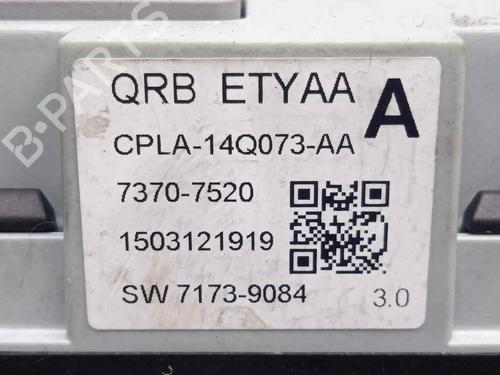 QRB ETYAA
A
CPLA-14Q073-AA
7370-7520
1503121919
SW 7173-9084
3.0
B-PARTS